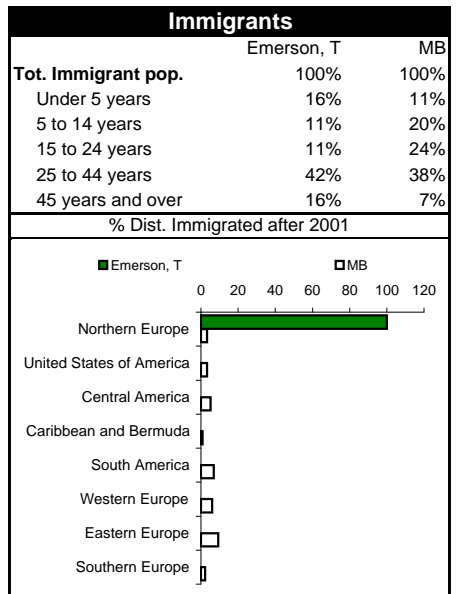 Immigrants
Emerson, T MB
Tot. Immigrant pop. 100% 100%
Under 5 years 16% 11%
5 to 14 years 11% 20%
15 to 24 years 11% 24%
25 to 44 years 42% 38%
45 years and over 16% 7%
% Dist. Immigrated after 2001
Emerson, T MB
0 20 40 60 80 100 120
Northern Europe
United States of America
Central America
Caribbean and Bermuda
South America
Western Europe
Eastern Europe
Southern Europe